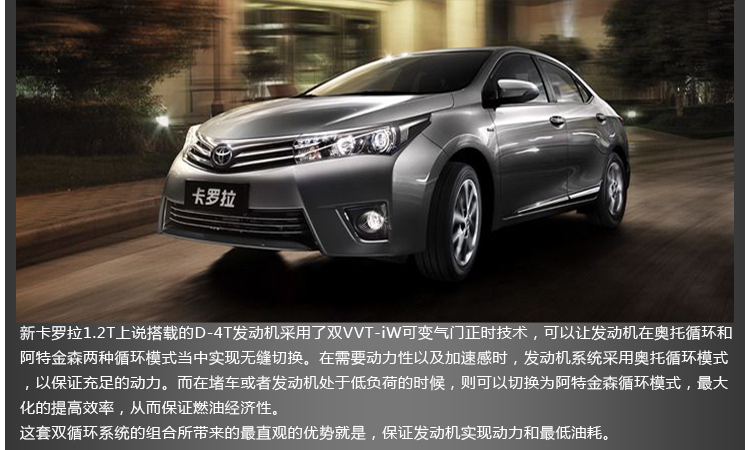 卡罗拉
新卡罗拉1.2T上说搭载的D-4T发动机采用了双VVT-iW可变气门正时技术，可以让发动机在奥托循环和
阿特金森两种循环模式当中实现无缝切换。在需要动力性以及加速感时，发动机系统采用奥托循环模式
，以保证充足的动力。而在堵车或者发动机处于低负荷的时候，则可以切换为阿特金森循环模式，最大
化的提高效率，从而保证燃油经济性。
这套双循环系统的组合所带来的最直观的优势就是，保证发动机实现动力和最低油耗。